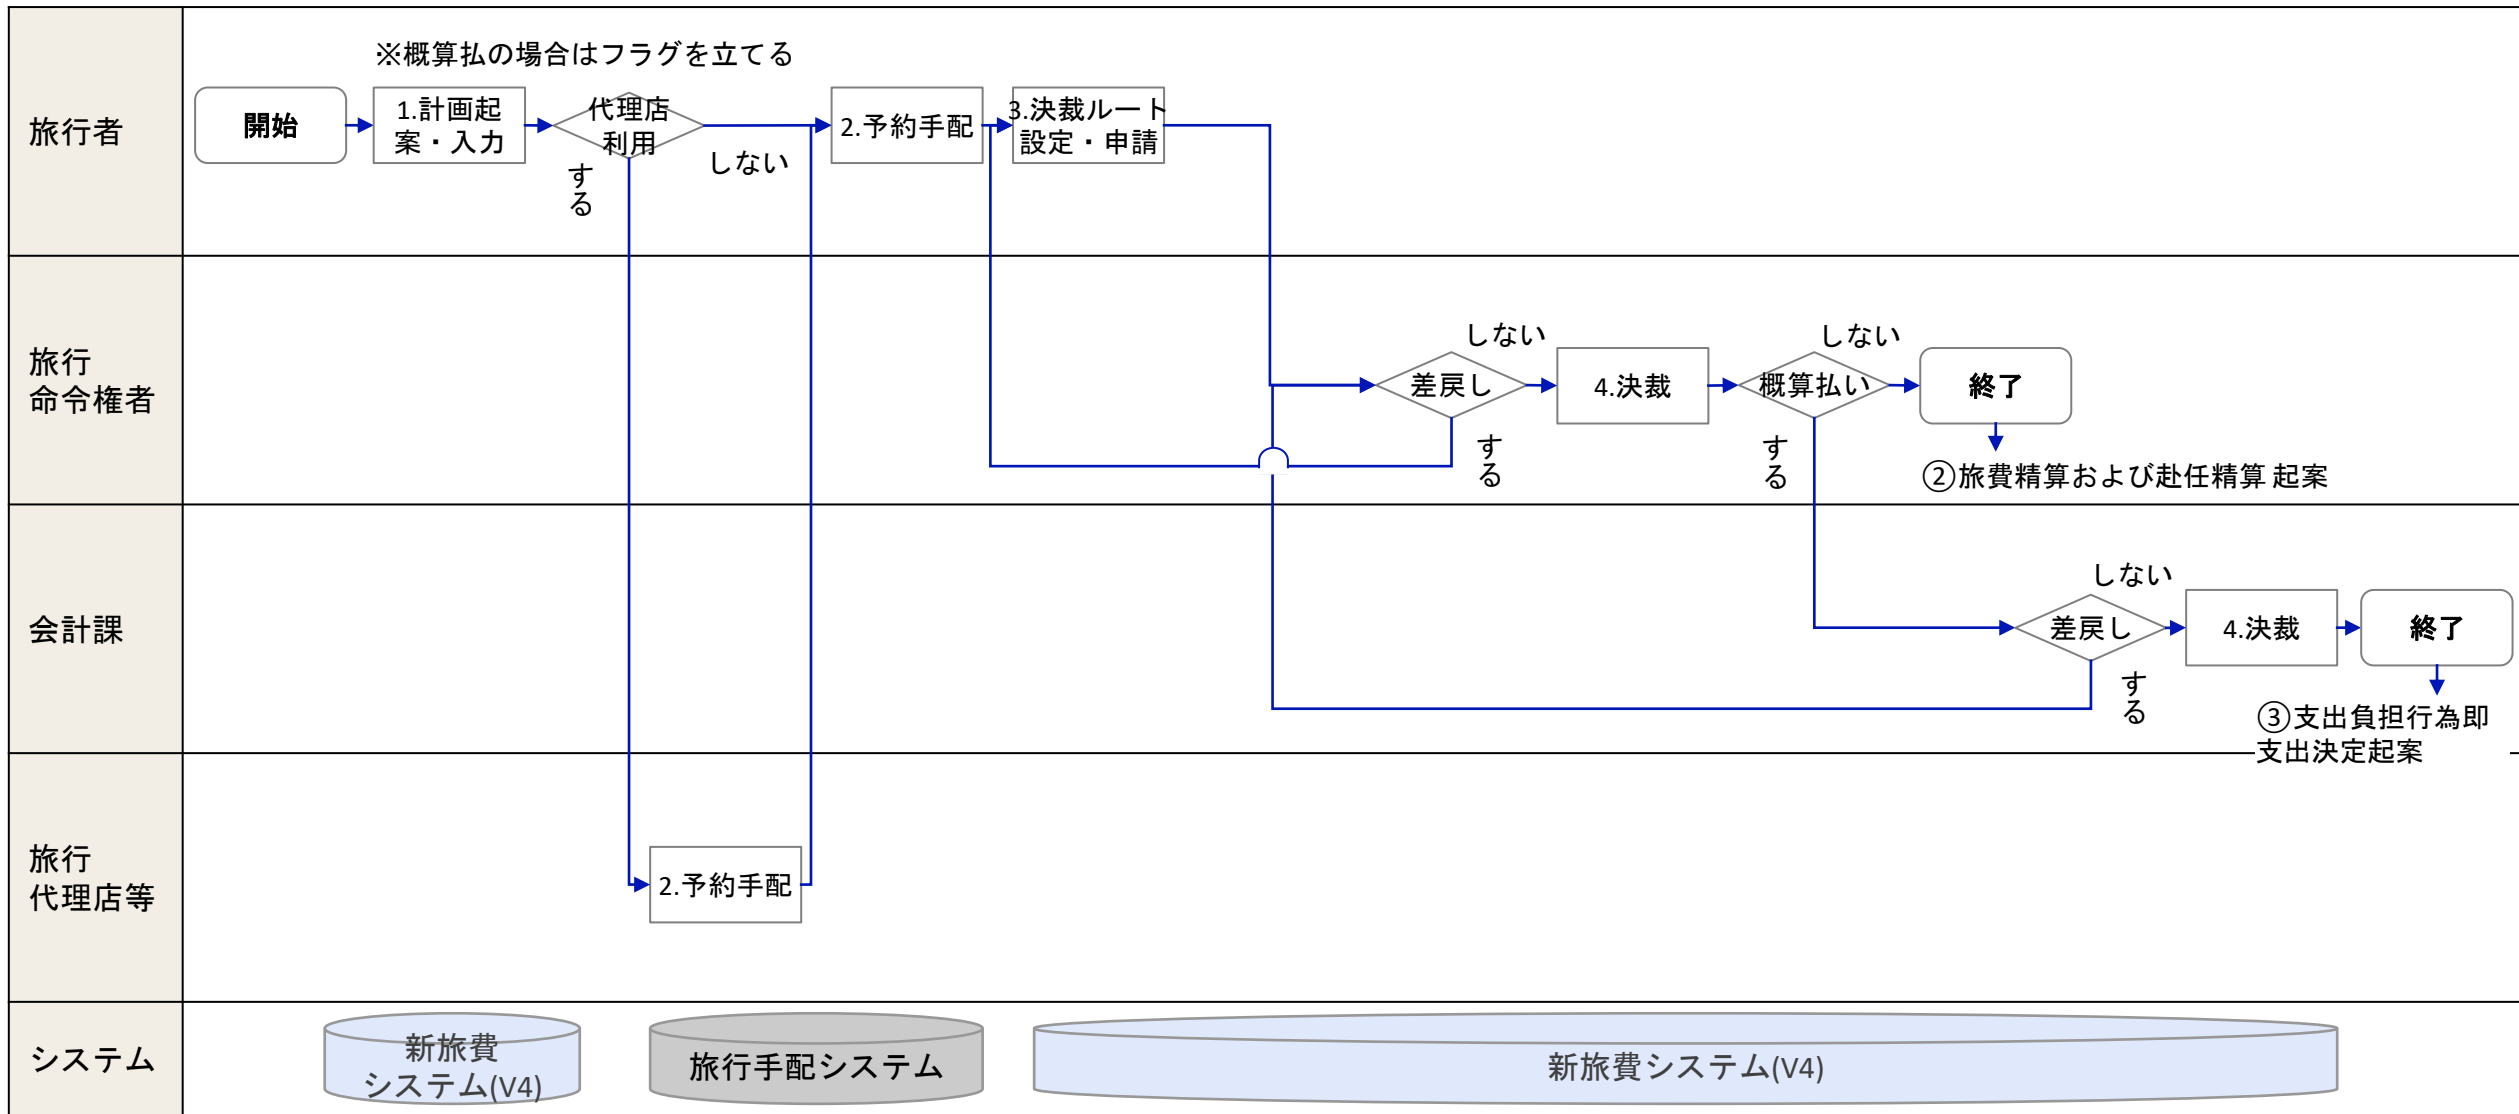 ※概算払の場合はフラグを立てる
旅行者
開始
1.計画起
案・入力
代理店
利用
する
しない
2.予約手配
3.決裁ルート
設定・申請
旅行
命令権者
差戻し
しない
する
4.決裁
概算払い
しない
する
終了
②旅費精算および赴任精算 起案
会計課
差戻し
しない
する
4.決裁
終了
③支出負担行為即
支出決定起案
旅行
代理店等
2.予約手配
システム
新旅費
システム(V4)
旅行手配システム
新旅費システム(V4)